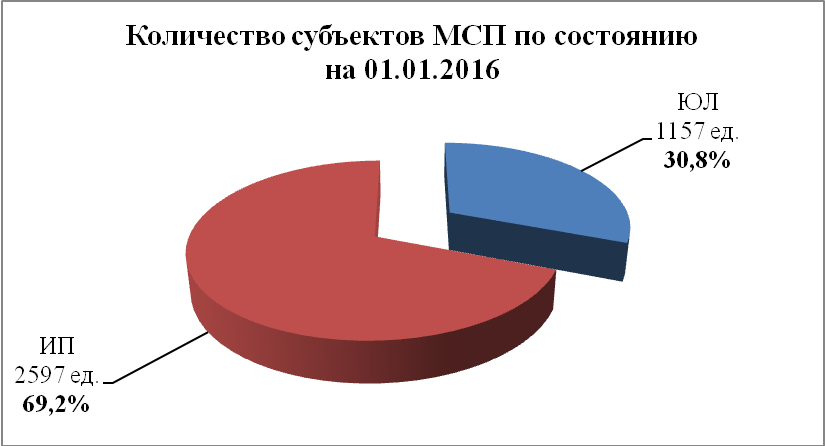 Количество субъектов МСП по состоянию
на 01.01.2016
ЮЛ
1157 ед.
30,8%
ИП
2597 ед.
69,2%